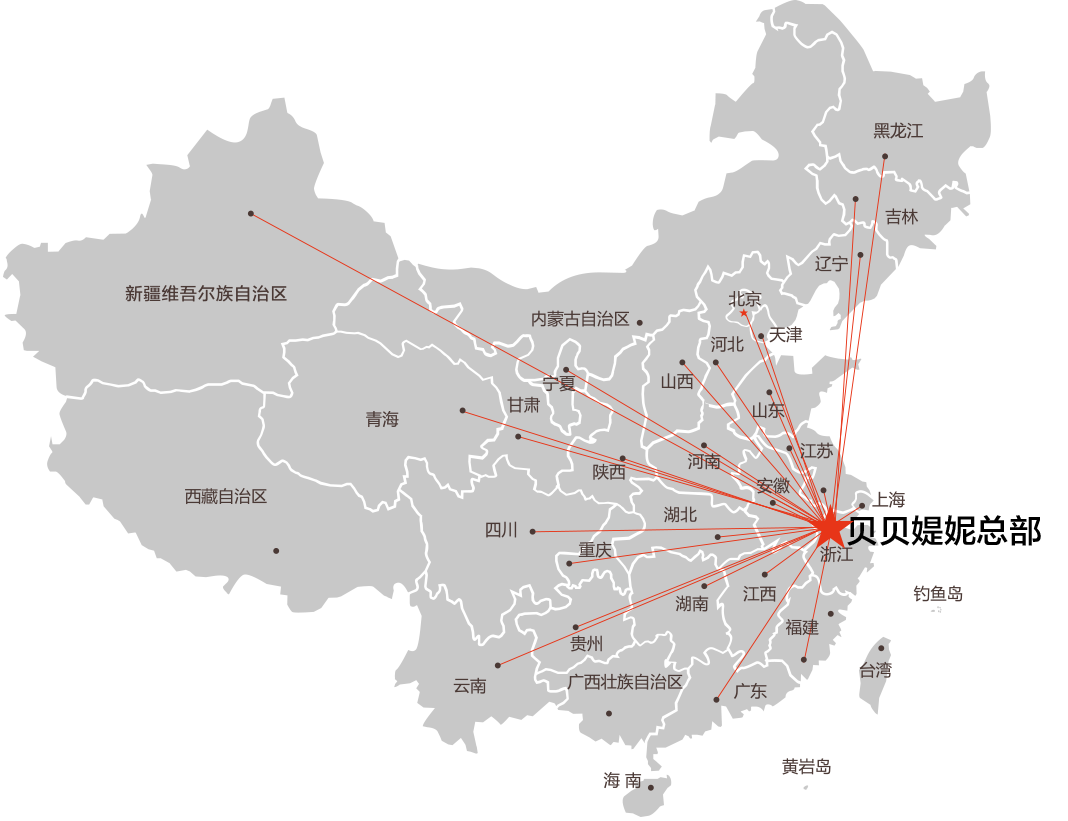 黑龙江
吉林
辽宁
新疆维吾尔族自治区
北京
内蒙古自治区
天津
河北
宁夏
山西
甘肃
山东
青海
江苏
河南
陕西
安徽
西藏自治区
上海
湖北
四川
贝贝媞妮总部
重庆
浙江
江西
钓鱼岛
湖南
福建
贵州
台湾
云南
广西壮族自治区
广东
黄岩岛
海 南